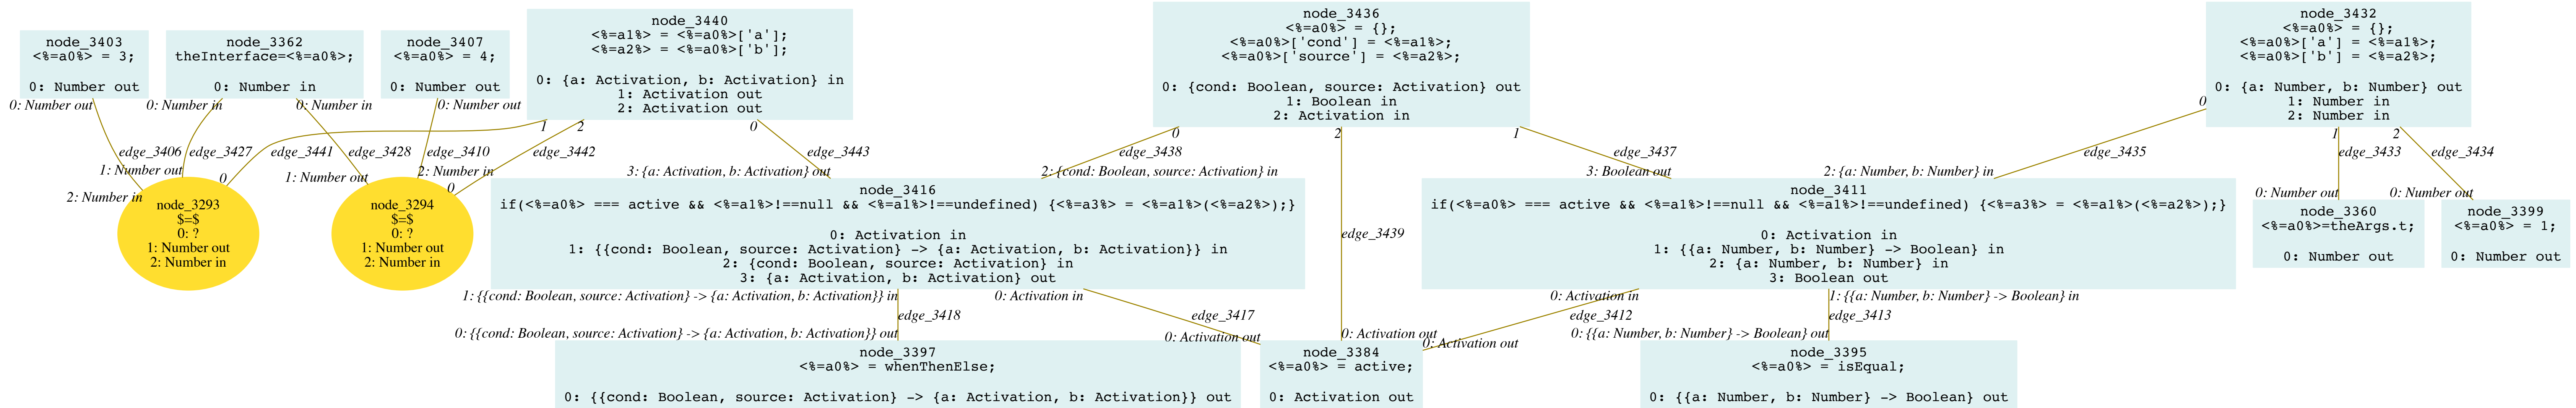 node_3403
<%=a0%> = 3;
0: Number out
node_3362
theInterface=<%=a0%>;
0: Number in
node_3407
<%=a0%> = 4;
0: Number out
node_3440
<%=a1%> = <%=a0%>['a'];
<%=a2%> = <%=a0%>['b'];
0: {a: Activation, b: Activation} in
1: Activation out
2: Activation out
node_3436
<%=a0%> = {};
<%=a0%>['cond'] = <%=a1%>;
<%=a0%>['source'] = <%=a2%>;
0: {cond: Boolean, source: Activation} out
1: Boolean in
2: Activation in
node_3432
<%=a0%> = {};
<%=a0%>['a'] = <%=a1%>;
<%=a0%>['b'] = <%=a2%>;
0: {a: Number, b: Number} out
1: Number in
2: Number in
0: Number out
0: Number in
0: Number in
0: Number out
1
2
0
0
2
1
0
1
2
edge_3406
edge_3427
edge_3441
edge_3428
edge_3410
edge_3442
edge_3443
edge_3438
edge_3437
edge_3435
edge_3433
edge_3434
2: Number in
1: Number out
0
1: Number out
2: Number in
0
3: {a: Activation, b: Activation} out
2: {cond: Boolean, source: Activation} in
3: Boolean out
2: {a: Number, b: Number} in
0: Number out
0: Number out
node_3293
$=$
0: ?
1: Number out
2: Number in
node_3294
$=$
0: ?
1: Number out
2: Number in
node_3416
if(<%=a0%> === active && <%=a1%>!==null && <%=a1%>!==undefined) {<%=a3%> = <%=a1%>(<%=a2%>);}
0: Activation in
1: {{cond: Boolean, source: Activation} -> {a: Activation, b: Activation}} in
2: {cond: Boolean, source: Activation} in
3: {a: Activation, b: Activation} out
edge_3439
node_3411
if(<%=a0%> === active && <%=a1%>!==null && <%=a1%>!==undefined) {<%=a3%> = <%=a1%>(<%=a2%>);}
0: Activation in
1: {{a: Number, b: Number} -> Boolean} in
2: {a: Number, b: Number} in
3: Boolean out
node_3360
<%=a0%>=theArgs.t;
0: Number out
node_3399
<%=a0%> = 1;
0: Number out
1: {{cond: Boolean, source: Activation} -> {a: Activation, b: Activation}} in
0: Activation in
0: Activation in
1: {{a: Number, b: Number} -> Boolean} in
edge_3418
edge_3417
edge_3412
edge_3413
0: {{cond: Boolean, source: Activation} -> {a: Activation, b: Activation}} out
0: Activation out
0: Activation out
0: Activation out
0: {{a: Number, b: Number} -> Boolean} out
node_3397
<%=a0%> = whenThenElse;
0: {{cond: Boolean, source: Activation} -> {a: Activation, b: Activation}} out
node_3384
<%=a0%> = active;
0: Activation out
node_3395
<%=a0%> = isEqual;
0: {{a: Number, b: Number} -> Boolean} out